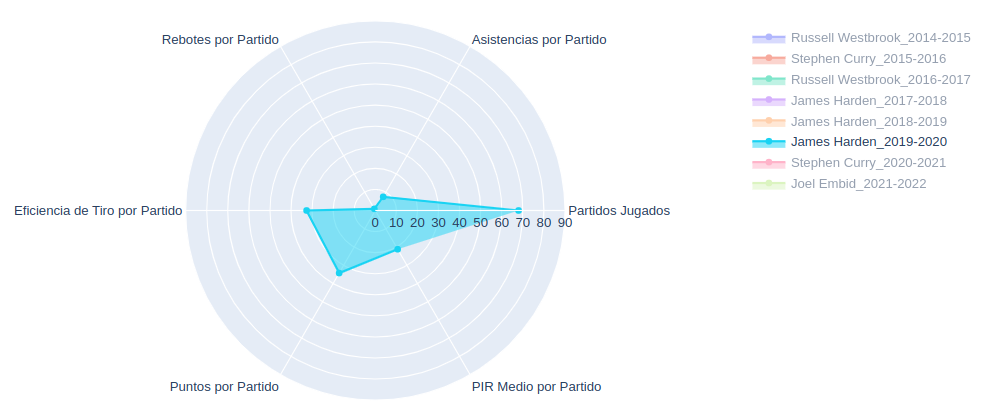 Rebotes por Partido
Asistencias por Partido
Eficiencia de Tiro por Partido
Partidos Jugados
0 10 20 30 40 50 60 70 80 90
Puntos por Partido
PIR Medio por Partido
Russell Westbrook_2014-2015
Stephen Curry_2015-2016
Russell Westbrook_2016-2017
James Harden_2017-2018
James Harden_2018-2019
James Harden_2019-2020
Stephen Curry_2020-2021
Joel Embid_2021-2022